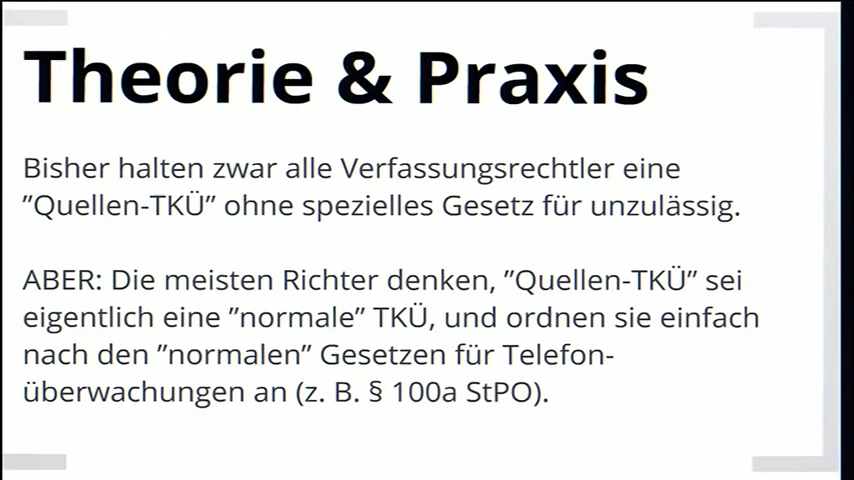 Theorie & Praxis
Bisher halten zwar alle Verfassungsrechtler eine
”Quellen-TKÜ” ohne spezielles Gesetz für unzulässig.
ABER: Die meisten Richter denken, ”Quellen-TKÜ” sei
eigentlich eine ”normale” TKÜ, und ordnen sie einfach
nach den ”normalen” Gesetzen für Telefon-
überwachungen an (z. B. § 100a StPO).